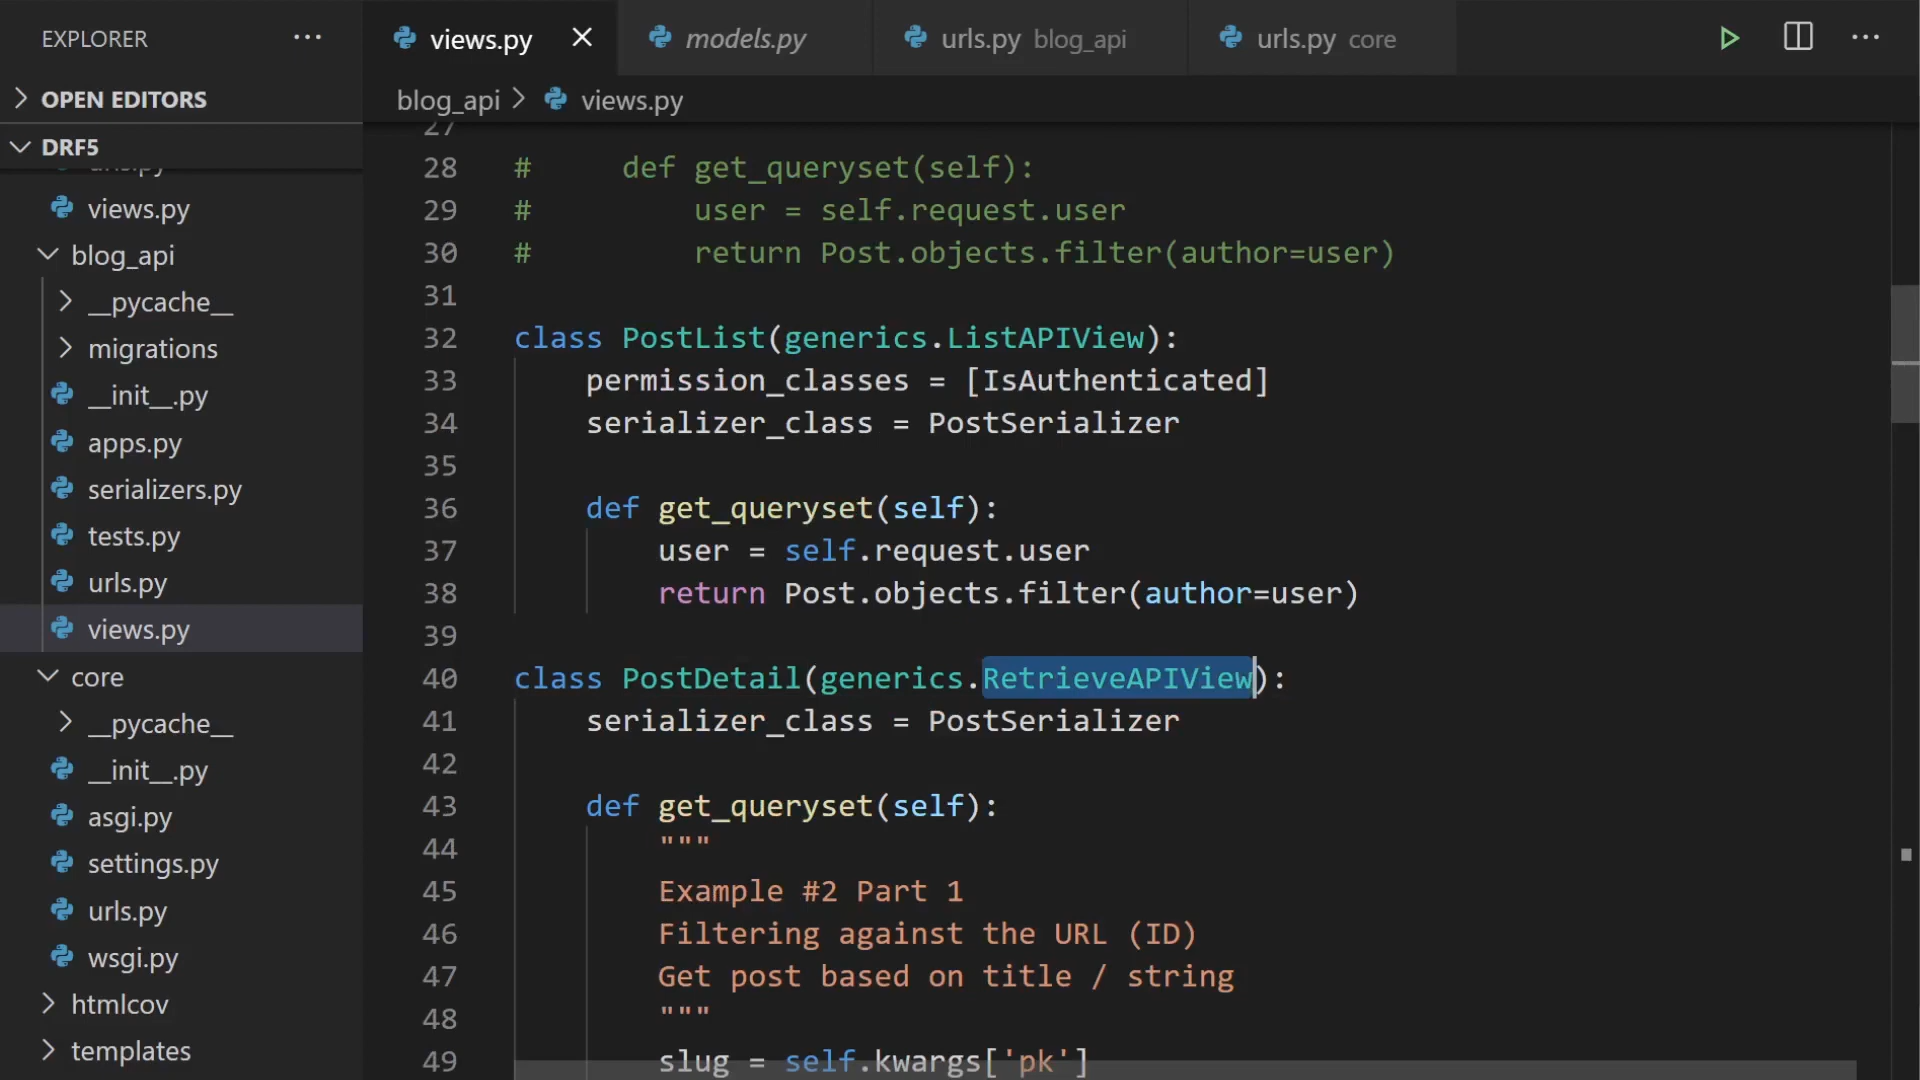 EXPLORER
OPEN EDITORS
DRF5
views.py
blog_api
__pycache__
migrations
__init__.py
apps.py
serializers.py
tests.py
urls.py
views.py
core
__pycache__
__init__.py
asgi.py
settings.py
urls.py
wsgi.py
htmlcov
templates
views.py
models.py
urls.py blog_api
urls.py core
blog_api > views.py
27
28 #     def get_queryset(self):
29 #         user = self.request.user
30 #         return Post.objects.filter(author=user)
31
32 class PostList(generics.ListAPIView):
33     permission_classes = [IsAuthenticated]
34     serializer_class = PostSerializer
35
36     def get_queryset(self):
37         user = self.request.user
38         return Post.objects.filter(author=user)
39
40 class PostDetail(generics.RetrieveAPIView):
41     serializer_class = PostSerializer
42
43     def get_queryset(self):
44         """
45         Example #2 Part 1
46         Filtering against the URL (ID)
47         Get post based on title / string
48         """
49         slug = self.kwargs['pk']